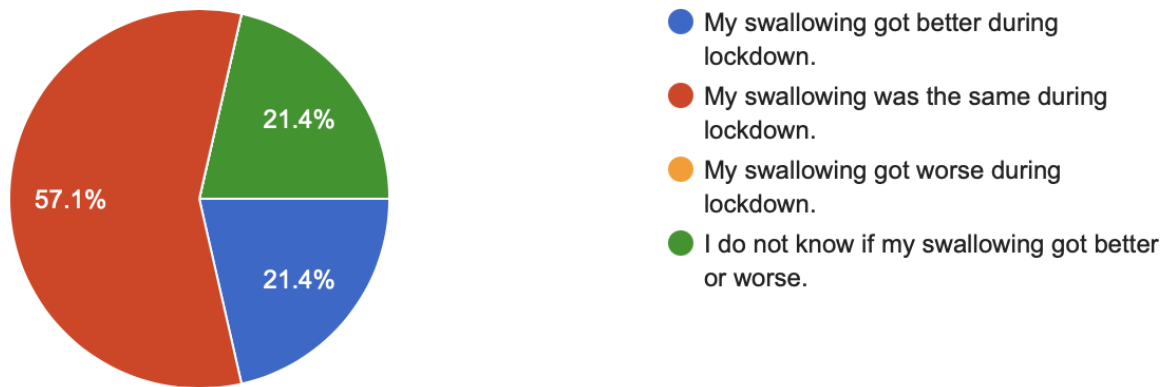 21.4%
57.1%
21.4%
My swallowing got better during
lockdown.
My swallowing was the same during
lockdown.
My swallowing got worse during
lockdown.
I do not know if my swallowing got better
or worse.